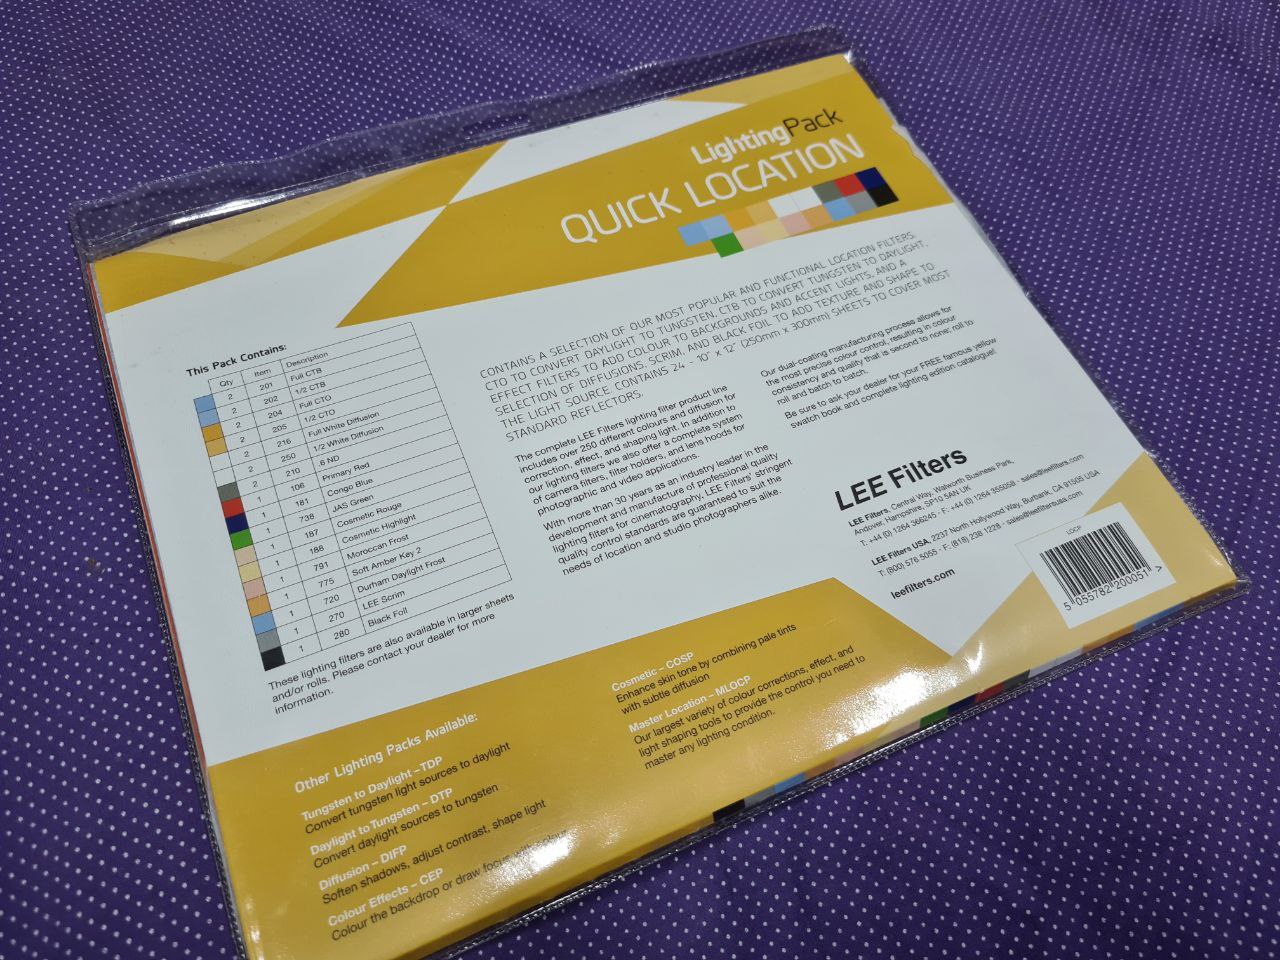 LightingPack
QUICK LOCATION
CONTAINS A SELECTION OF OUR MOST POPULAR AND FUNCTIONAL LOCATION FILTERS.
CTO TO CONVERT DAYLIGHT TO TUNGSTEN, CTB TO CONVERT TUNGSTEN TO DAYLIGHT,
EFFECT FILTERS TO ADD COLOUR TO BACKGROUNDS AND ACCENT LIGHTS, AND A
SELECTION OF DIFFUSIONS, SCRIM, AND BLACK FOIL TO ADD TEXTURE AND SHAPE TO
THE LIGHT SOURCE. CONTAINS 24 - 10" X 12" (250mm x 300mm) SHEETS TO COVER MOST
STANDARD REFLECTORS.
This Pack Contains:
Qty Item Description
2 201 Full CTB
2 202 1/2 CTB
2 204 Full CTO
2 205 1/2 CTO
2 216 Full White Diffusion
2 250 1/2 White Diffusion
2 210 .6 ND
1 106 Primary Red
1 181 Congo Blue
1 738 JAS Green
1 187 Cosmetic Rouge
1 188 Cosmetic Highlight
1 791 Moroccan Frost
1 775 Soft Amber Key 2
1 720 Durham Daylight Frost
1 270 LEE Scrim
1 280 Black Foil
These lighting filters are also available in larger sheets
and/or rolls. Please contact your dealer for more
information.
The complete LEE Filters lighting filter product line
includes over 250 different colours and diffusion for
correction, effect, and shaping light. In addition to
our lighting filters we also offer a complete system
of camera filters, filter holders, and lens hoods for
photographic and video applications.
With more than 30 years as an industry leader in the
development and manufacture of professional quality
lighting filters for cinematography, LEE Filters' stringent
quality control standards are guaranteed to suit the
needs of location and studio photographers alike.
Our dual-coating manufacturing process allows for
the most precise colour control, resulting in colour
consistency and quality that is second to none; roll to
roll and batch to batch.
Be sure to ask your dealer for your FREE famous yellow
swatch book and complete lighting edition catalogue!
LEE Filters
LEE Filters, Central Way, Walworth Business Park,
Andover, Hampshire, SP10 5AN UK
T: +44 (0) 1264 366245 · F: +44 (0) 1264 355058 · sales@leefilters.com
LEE Filters USA, 2237 North Hollywood Way, Burbank, CA 91505 USA
T: (800) 576 5055 · F: (818) 238 1228 · sales@leefiltersusa.com
leefilters.com
LOCP
5 055782 200051 >
Other Lighting Packs Available:
Tungsten to Daylight – TDP
Convert tungsten light sources to daylight
Daylight to Tungsten – DTP
Convert daylight sources to tungsten
Diffusion – DIFP
Soften shadows, adjust contrast, shape light
Colour Effects – CEP
Colour the backdrop or draw focus with colour
Cosmetic – COSP
Enhance skin tone by combining pale tints
with subtle diffusion
Master Location – MLOCP
Our largest variety of colour corrections, effect, and
light shaping tools to provide the control you need to
master any lighting condition.